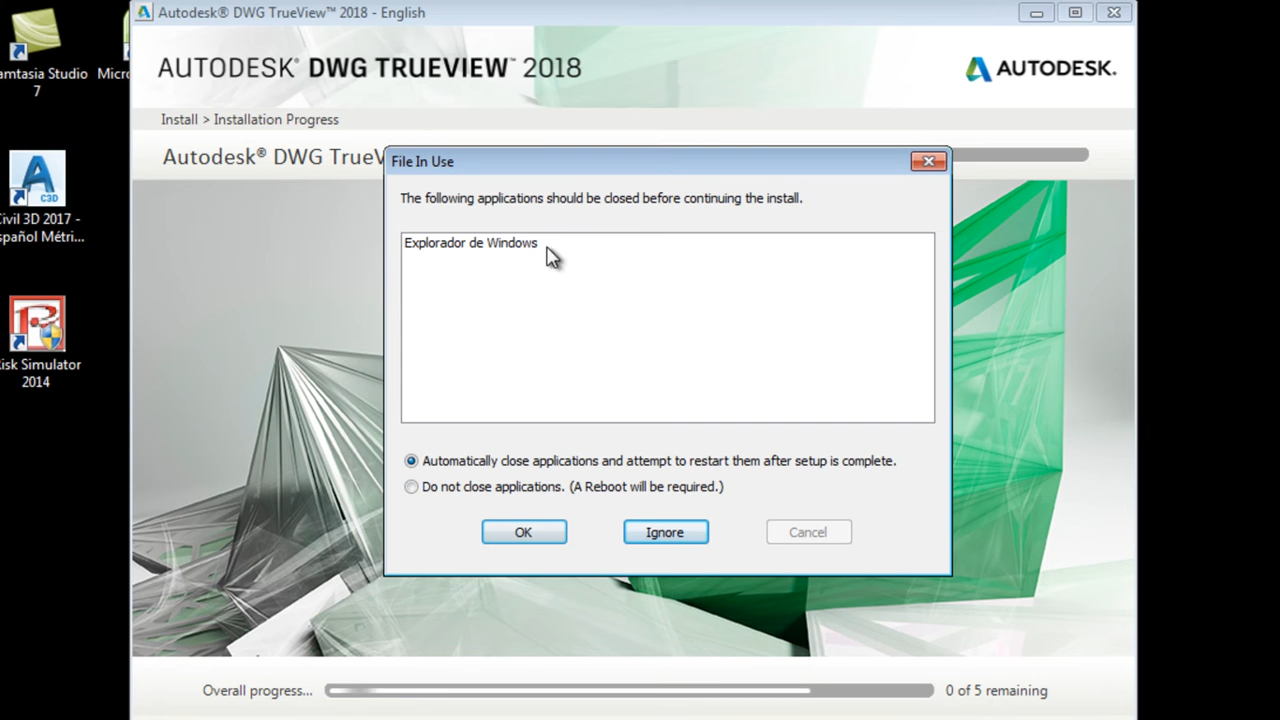 Autodesk® DWG TrueView™ 2018 - English
AUTODESK® DWG TRUEVIEW™ 2018
AUTODESK.
Install > Installation Progress
Autodesk® DWG TrueV
File In Use
The following applications should be closed before continuing the install.
Explorador de Windows
Automatically close applications and attempt to restart them after setup is complete.
Do not close applications. (A Reboot will be required.)
OK
Ignore
Cancel
Overall progress...
0 of 5 remaining
amtasia Studio
7
Micro
C3D
Civil 3D 2017 -
spañol Métri...
Risk Simulator
2014